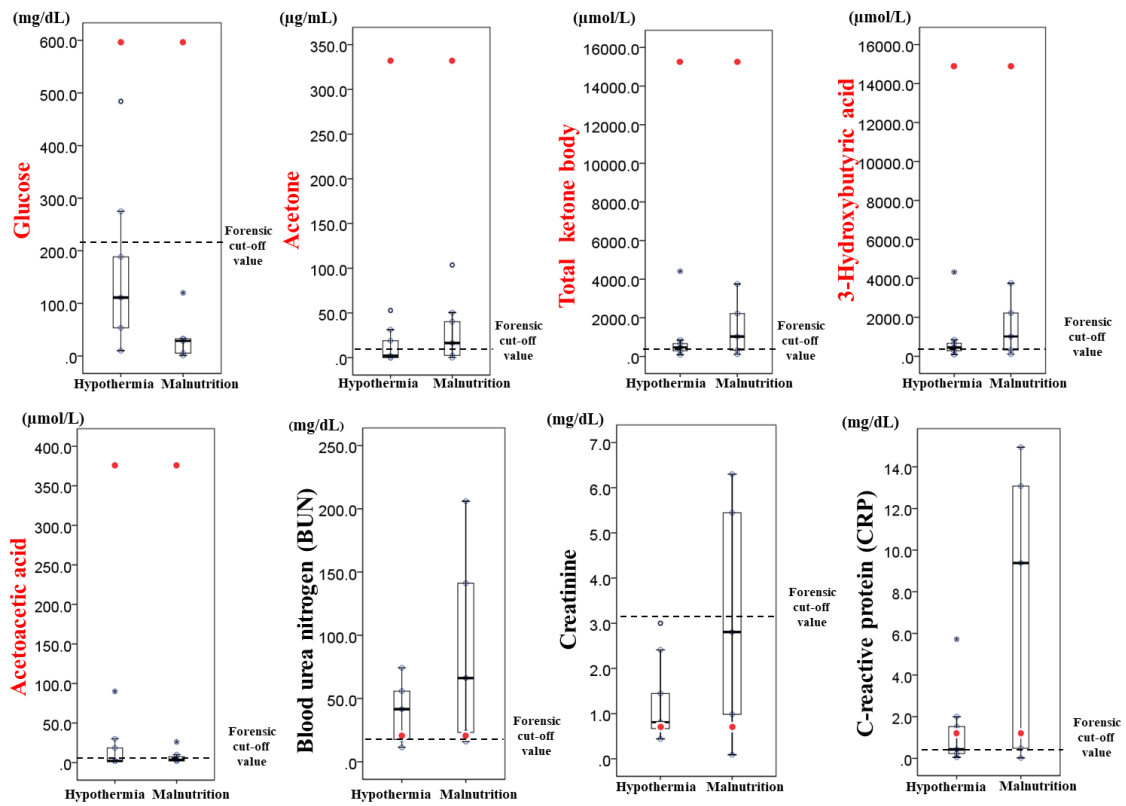 (mg/dL)
600.0
500.0
400.0
300.0
200.0
100.0
.0
Glucose
Forensic
cut-off
value
Hypothermia
Malnutrition
(μg/mL)
350.0
300.0
250.0
200.0
150.0
100.0
50.0
.0
Acetone
Forensic
cut-off
value
Hypothermia
Malnutrition
(μmol/L)
16000.0
14000.0
12000.0
10000.0
8000.0
6000.0
4000.0
2000.0
.0
Total ketone body
Forensic
cut-off
value
Hypothermia
Malnutrition
(μmol/L)
16000.0
14000.0
12000.0
10000.0
8000.0
6000.0
4000.0
2000.0
.0
3-Hydroxybutyric acid
Forensic
cut-off
value
Hypothermia
Malnutrition
(μmol/L)
400.0
350.0
300.0
250.0
200.0
150.0
100.0
50.0
.0
Acetoacetic acid
Forensic
cut-off
value
Hypothermia
Malnutrition
(mg/dL)
250.0
200.0
150.0
100.0
50.0
.0
Blood urea nitrogen (BUN)
Forensic
cut-off
value
Hypothermia
Malnutrition
(mg/dL)
7.0
6.0
5.0
4.0
3.0
2.0
1.0
.0
Creatinine
Forensic
cut-off
value
Hypothermia
Malnutrition
(mg/dL)
14.0
12.0
10.0
8.0
6.0
4.0
2.0
.0
C-reactive protein (CRP)
Forensic
cut-off
value
Hypothermia
Malnutrition